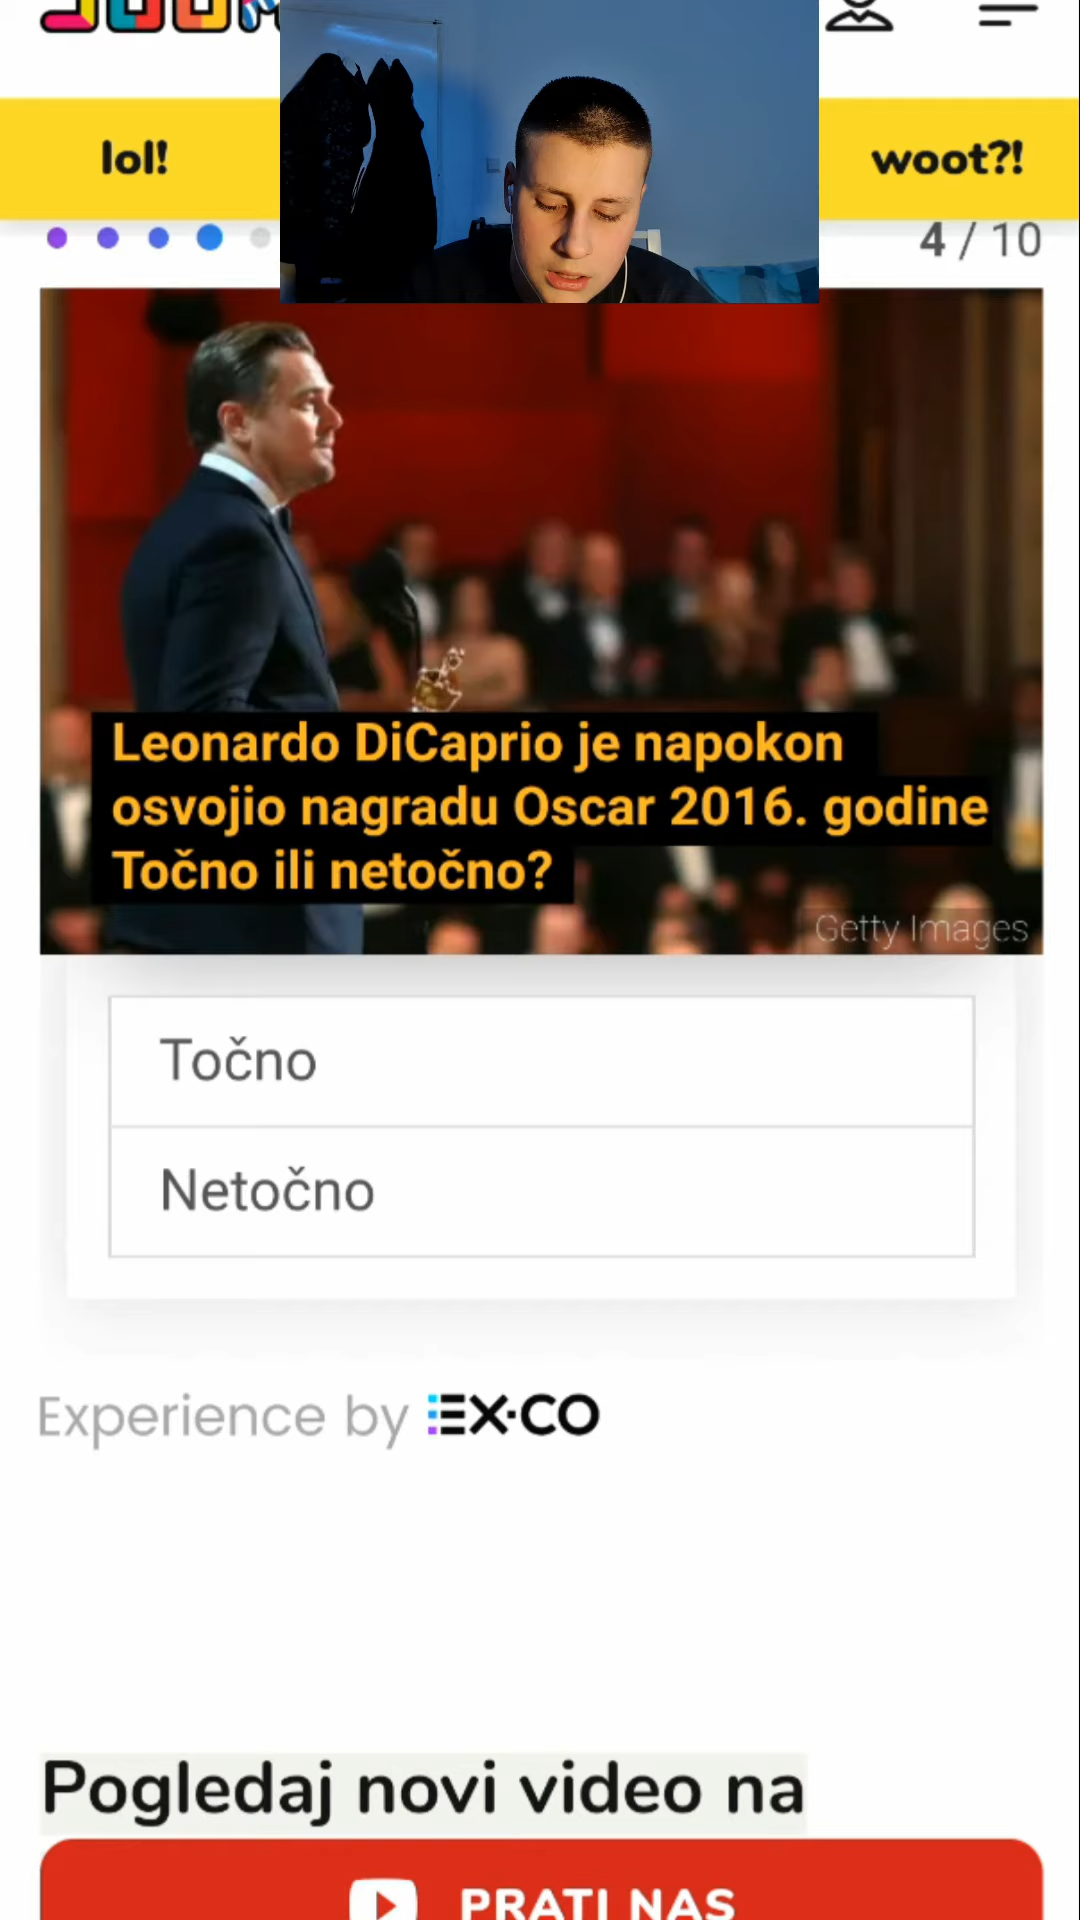 lol!
woot?!
4 / 10
Leonardo DiCaprio je napokon
osvojio nagradu Oscar 2016. godine
Točno ili netočno?
Getty Images
Točno
Netočno
Experience by EX·CO
Pogledaj novi video na
PRATI NAS